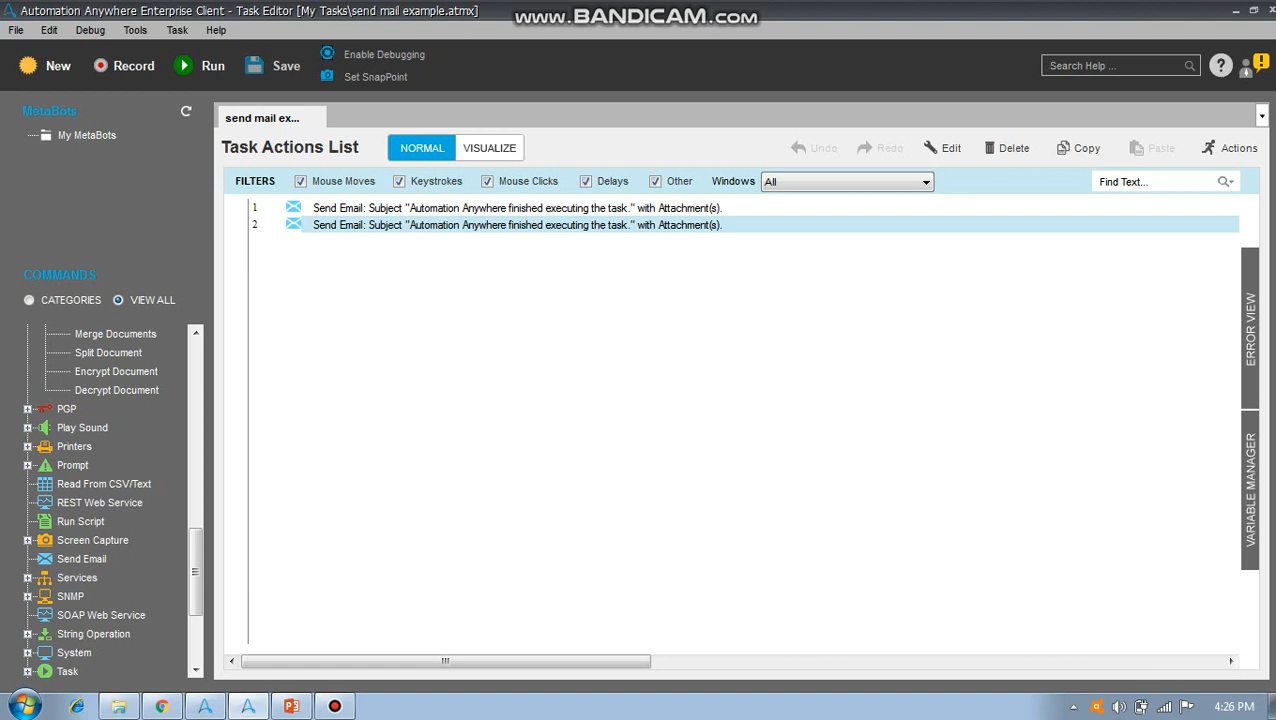 Automation Anywhere Enterprise Client - Task Editor [My Tasks\send mail example.atmx]
www.BANDICAM.com
File Edit Debug Tools Task Help
New Record Run Save
Enable Debugging
Set SnapPoint
Search Help ...
MetaBots
My MetaBots
send mail ex...
Task Actions List
NORMAL VISUALIZE
Undo Redo Edit Delete Copy Paste Actions
FILTERS Mouse Moves Keystrokes Mouse Clicks Delays Other Windows All Find Text...
1 Send Email: Subject "Automation Anywhere finished executing the task." with Attachment(s).
2 Send Email: Subject "Automation Anywhere finished executing the task." with Attachment(s).
COMMANDS
CATEGORIES VIEW ALL
Merge Documents
Split Document
Encrypt Document
Decrypt Document
PGP
Play Sound
Printers
Prompt
Read From CSV/Text
REST Web Service
Run Script
Screen Capture
Send Email
Services
SNMP
SOAP Web Service
String Operation
System
Task
ERROR VIEW
VARIABLE MANAGER
4:26 PM